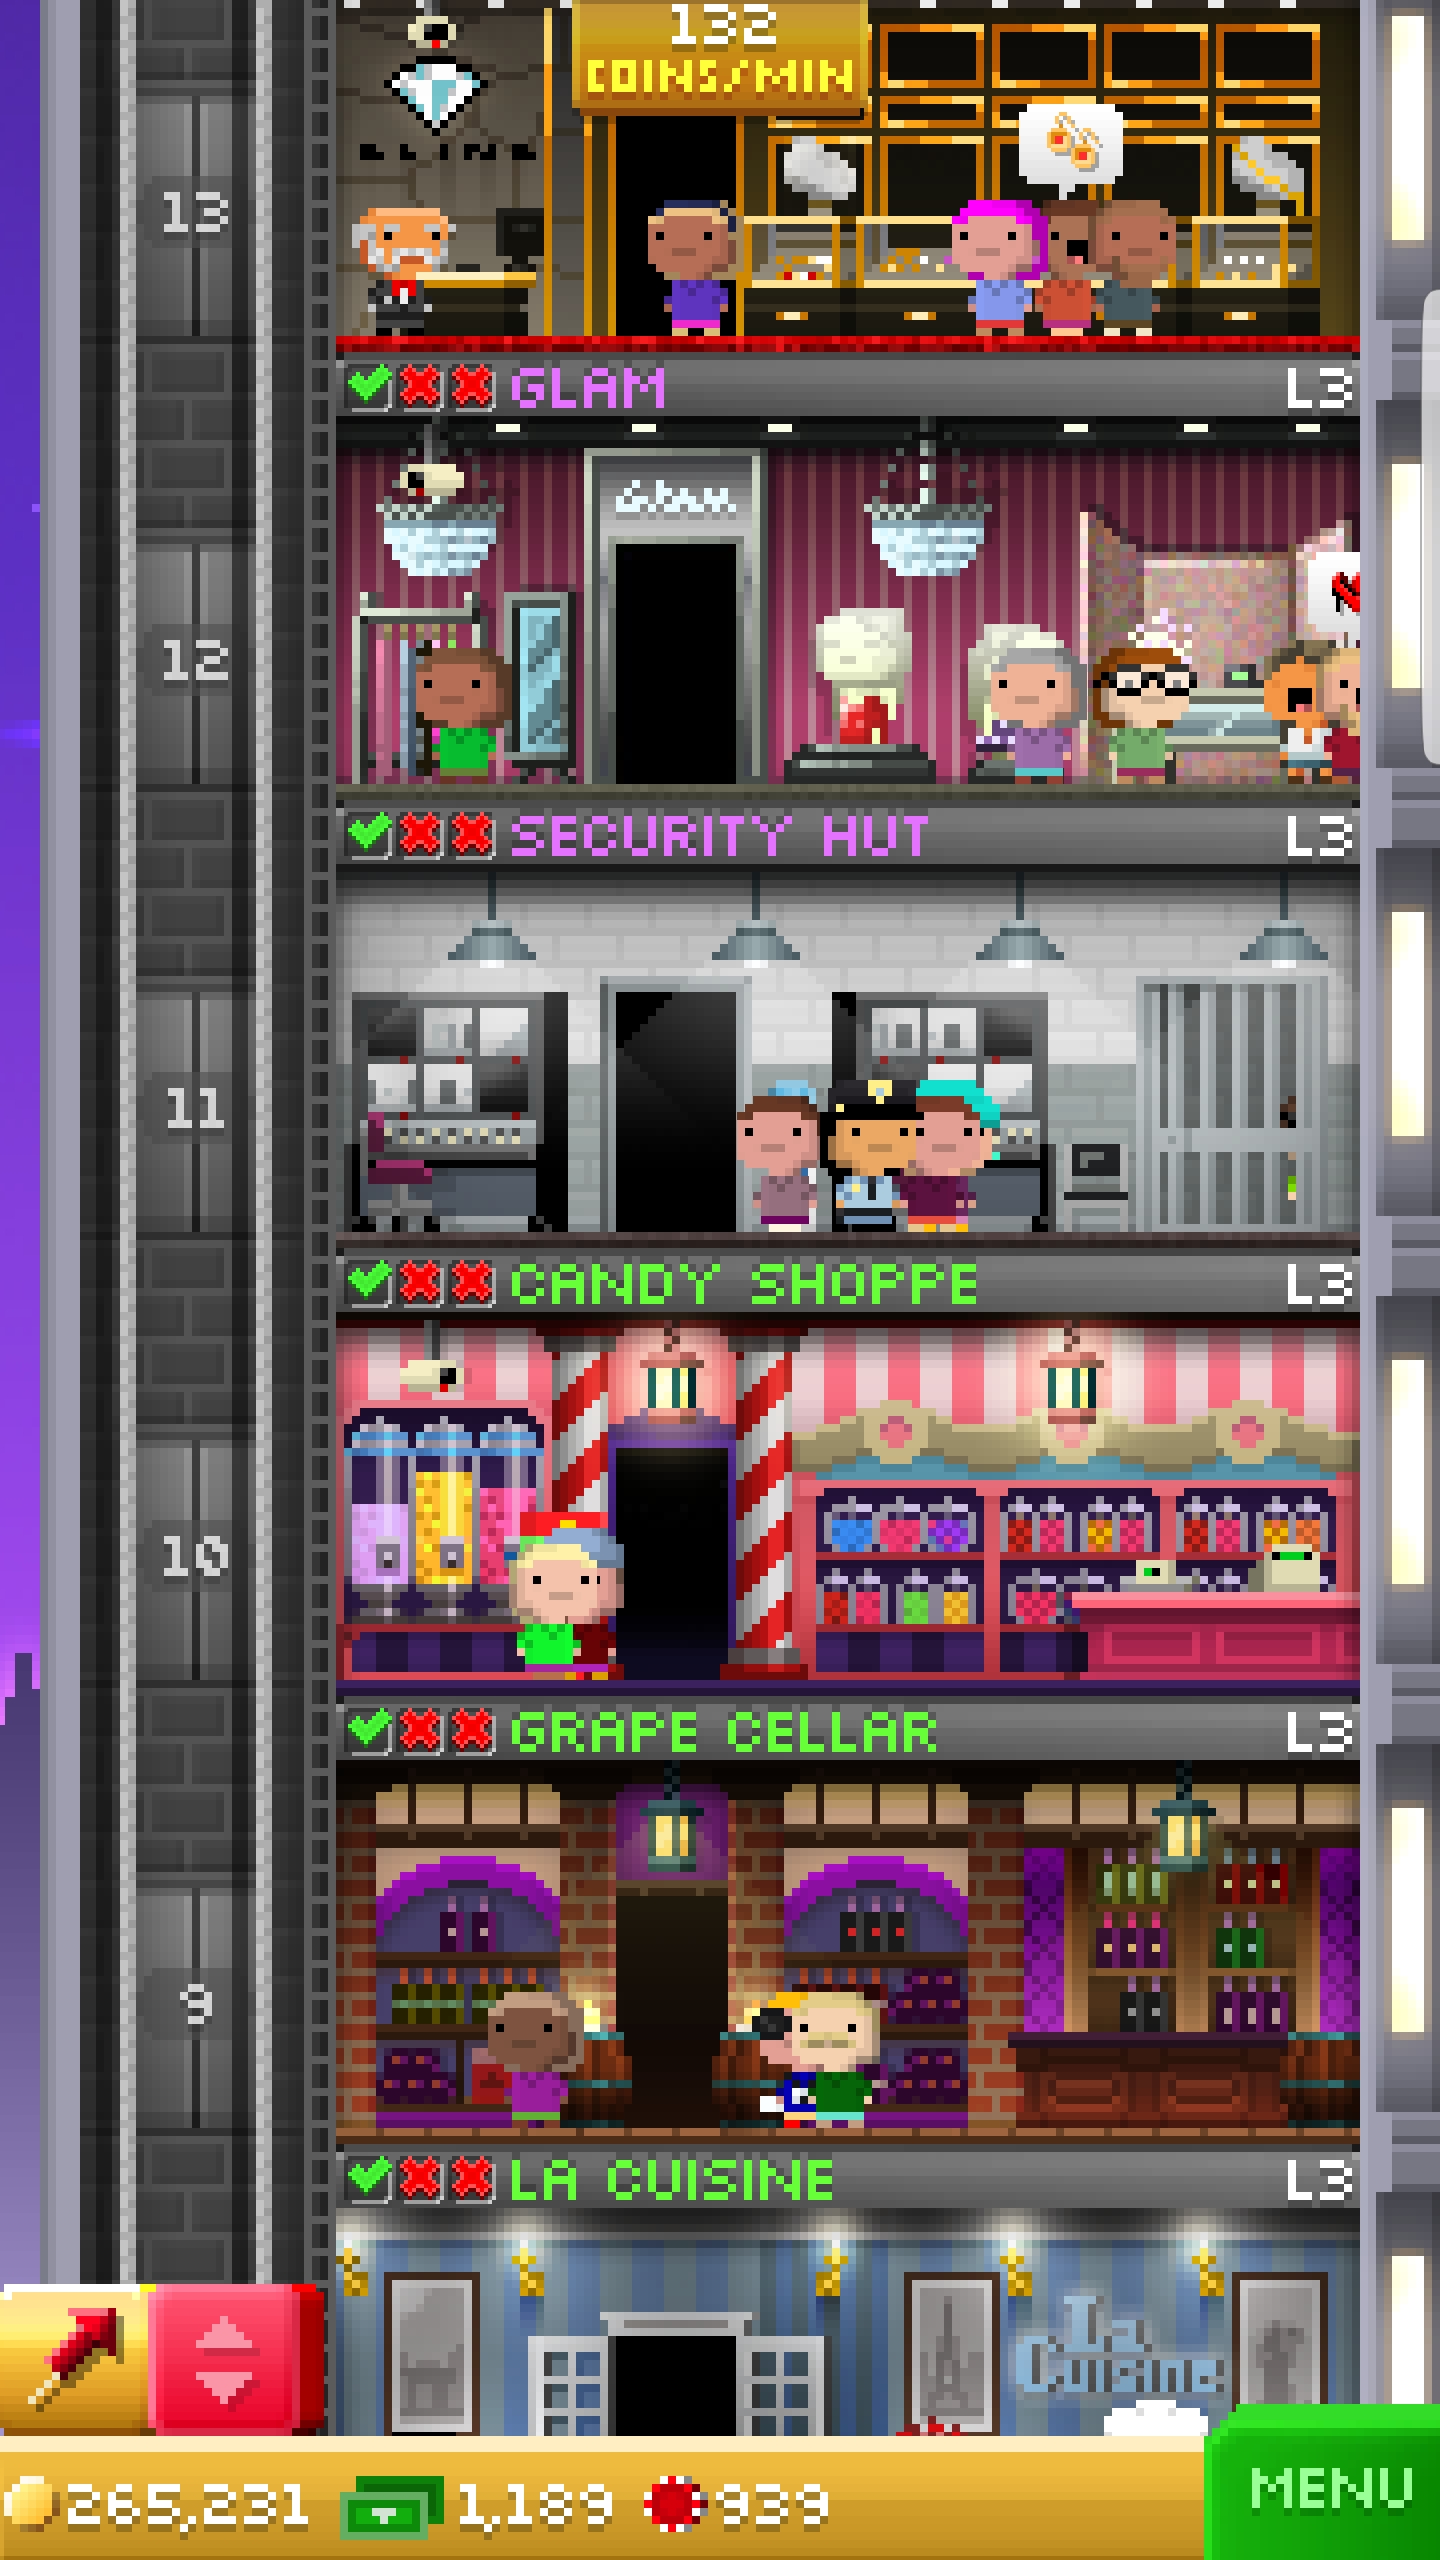 132
COINS/MIN
BLING
13
GLAM
L3
Glam
12
SECURITY HUT
L3
11
CANDY SHOPPE
L3
10
GRAPE CELLAR
L3
9
LA CUISINE
L3
La
Cuisine
265,231
1,189
939
MENU